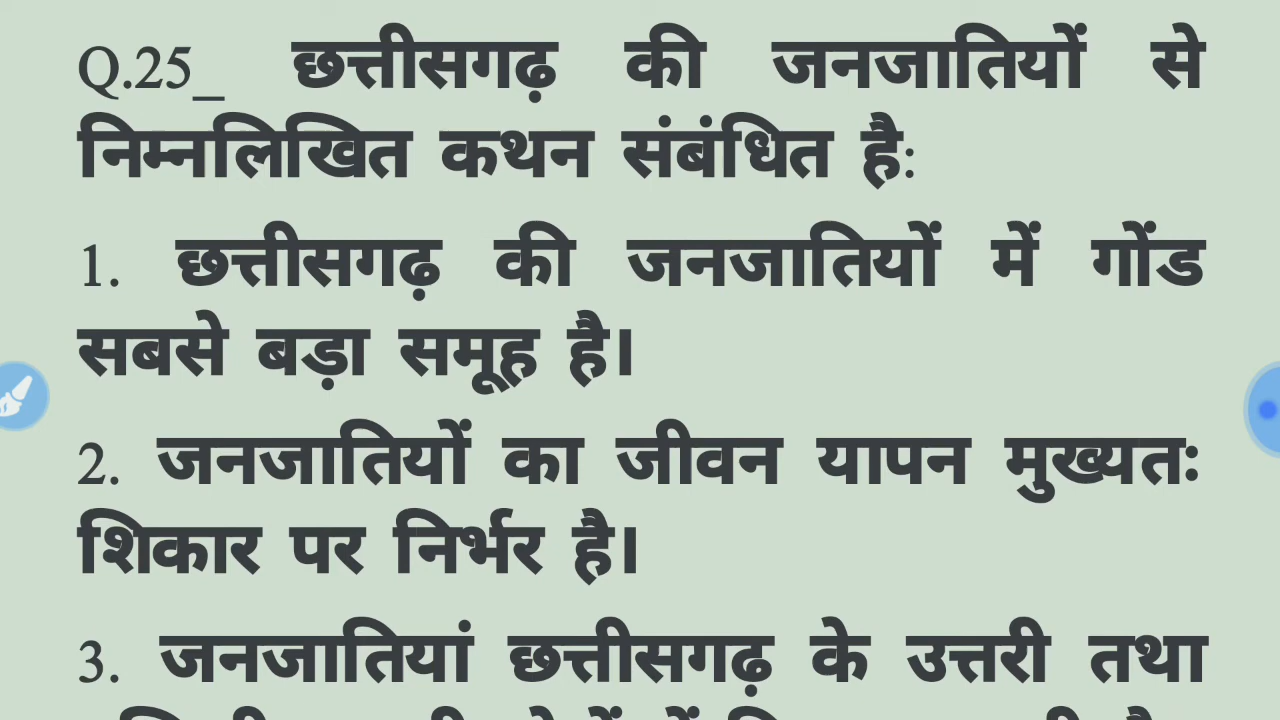 Q.25_ छत्तीसगढ़ की जनजातियों से
निम्नलिखित कथन संबंधित है:
1. छत्तीसगढ़ की जनजातियों में गोंड
सबसे बड़ा समूह है।
2. जनजातियों का जीवन यापन मुख्यतः
शिकार पर निर्भर है।
3. जनजातियां छत्तीसगढ़ के उत्तरी तथा